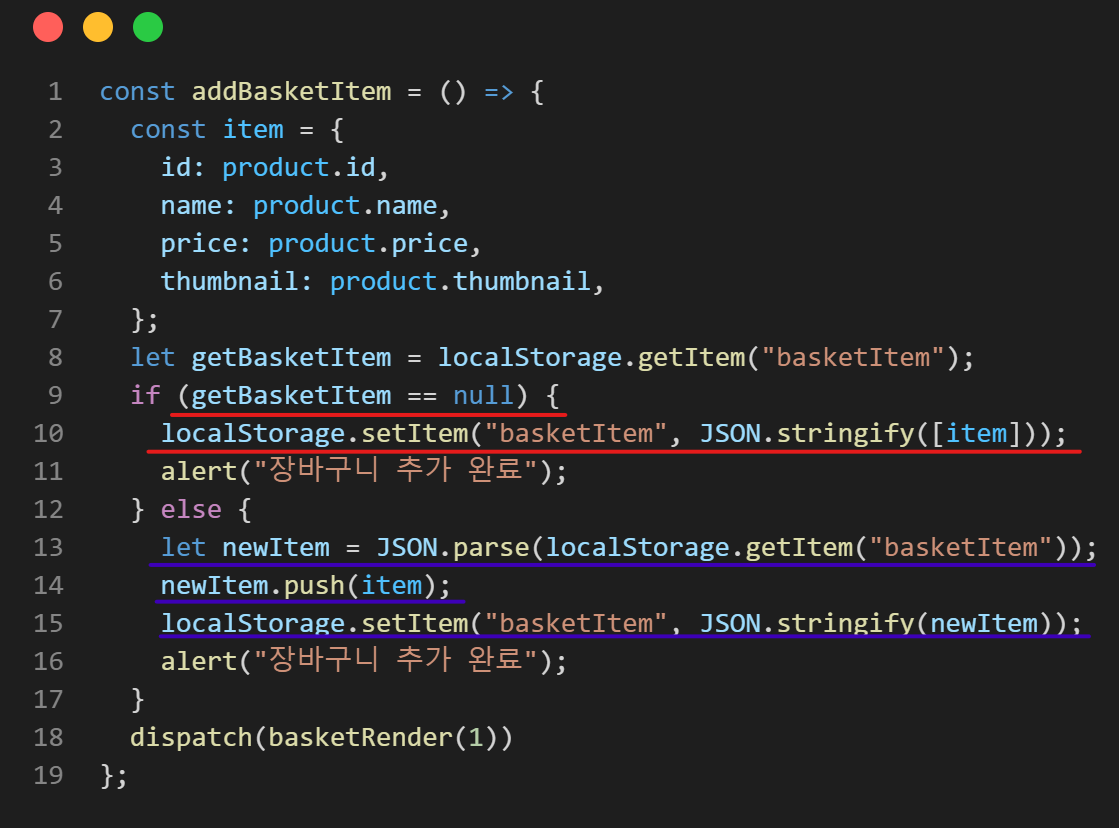 1 const addBasketItem = () => {
2   const item = {
3     id: product.id,
4     name: product.name,
5     price: product.price,
6     thumbnail: product.thumbnail,
7   };
8   let getBasketItem = localStorage.getItem("basketItem");
9   if (getBasketItem == null) {
10     localStorage.setItem("basketItem", JSON.stringify([item]));
11     alert("장바구니 추가 완료");
12   } else {
13     let newItem = JSON.parse(localStorage.getItem("basketItem"));
14     newItem.push(item);
15     localStorage.setItem("basketItem", JSON.stringify(newItem));
16     alert("장바구니 추가 완료");
17   }
18   dispatch(basketRender(1))
19 };